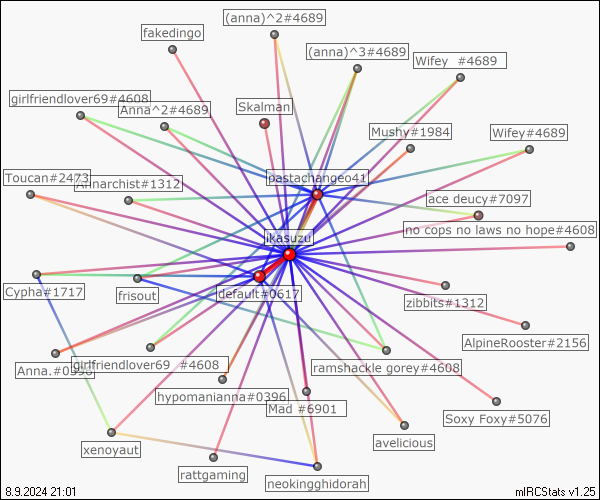 (anna)^2#4689
fakedingo
(anna)^3#4689
Wifey  #4689
girlfriendlover69#4608
Anna^2#4689
Skalman
Mushy#1984
Wifey#4689
Toucan#2473
Annarchist#1312
pastachange041
ace deucy#7097
no cops no laws no hope#4608
ikasuzu
Cypha#1717
frisout
default#0617
zibbits#1312
AlpineRooster#2156
Anna.#0998
girlfriendlover69  #4608
ramshackle gorey#4608
hypomanianna#0396
Mad #6901
Soxy Foxy#5076
xenoyaut
avelicious
rattgaming
neokingghidorah
8.9.2024 21:01
mIRCStats v1.25